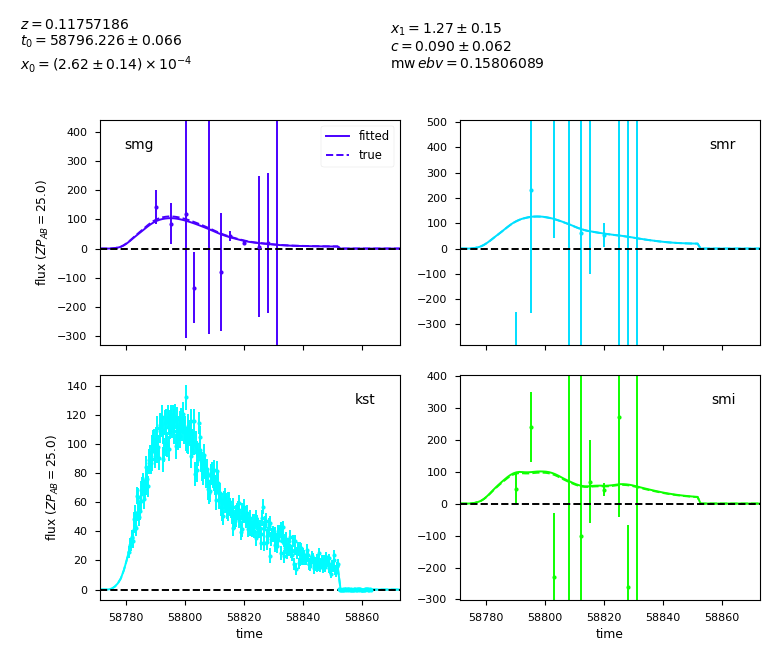 z = 0.11757186
t₀ = 58796.226 ± 0.066
x₀ = (2.62 ± 0.14) × 10⁻⁴
x₁ = 1.27 ± 0.15
c = 0.090 ± 0.062
mw ebv = 0.15806089
smg
fitted
true
400
300
200
100
0
−100
−200
−300
flux (ZP_AB = 25.0)
smr
500
400
300
200
100
0
−100
−200
−300
kst
140
120
100
80
60
40
20
0
flux (ZP_AB = 25.0)
58780 58800 58820 58840 58860
time
smi
400
300
200
100
0
−100
−200
−300
58780 58800 58820 58840 58860
time